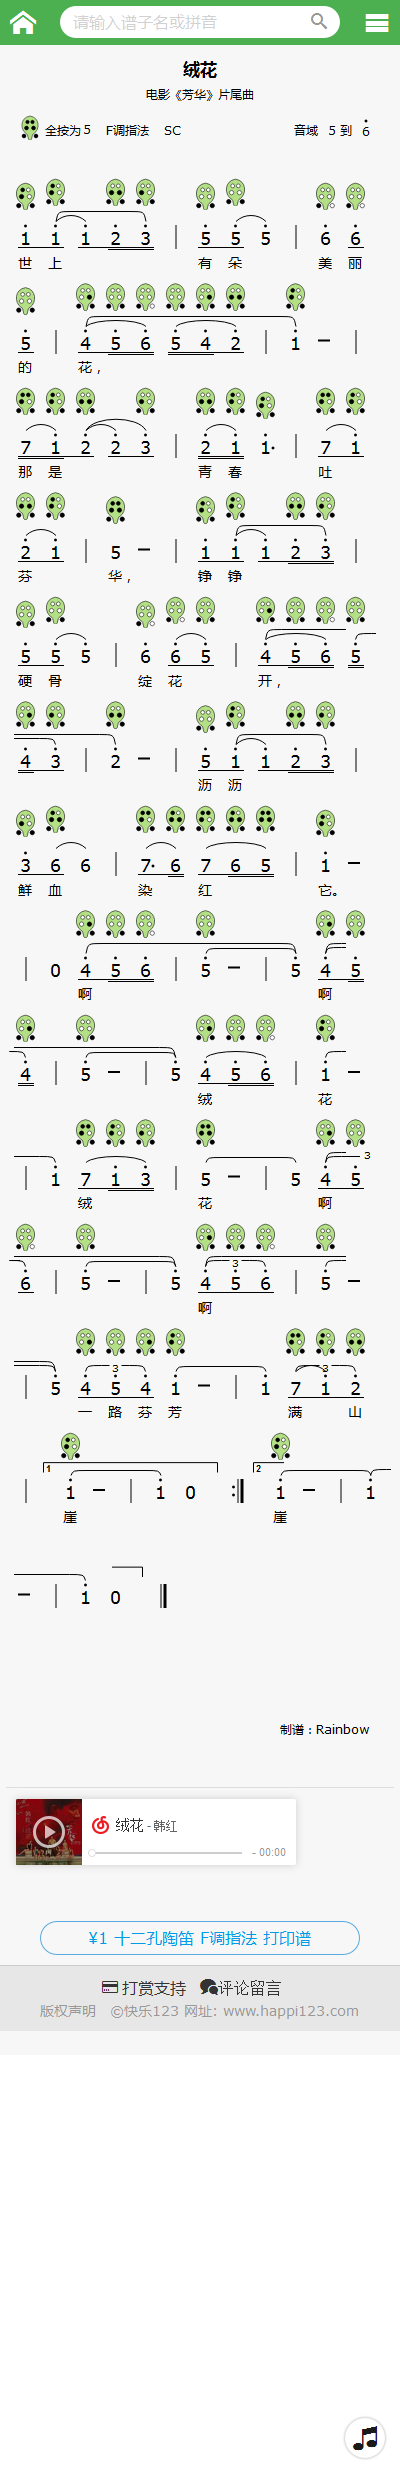 请输入谱子名或拼音
绒花
电影《芳华》片尾曲
全按为5 F调指法 SC 音域 5 到 6
1 1 1 2 3 | 5 5 5 | 6 6
世 上 有 朵 美 丽
5 | 4 5 6 5 4 2 | 1 – |
的 花，
7 1 2 2 3 | 2 1 1· | 7 1
那 是 青 春 吐
2 1 | 5 – | 1 1 1 2 3 |
芬 华， 铮 铮
5 5 5 | 6 6 5 | 4 5 6 5
硬 骨 绽 花 开，
4 3 | 2 – | 5 1 1 2 3 |
沥 沥
3 6 6 | 7· 6 7 6 5 | 1 –
鲜 血 染 红 它。
| 0 4 5 6 | 5 – | 5 4 5
啊 啊
4 | 5 – | 5 4 5 6 | 1 –
绒 花
| 1 7 1 3 | 5 – | 5 4 5 3
绒 花 啊
6 | 5 – | 5 4 5 6 3 | 5 –
啊
| 5 4 5 4 3 1 – | 1 7 1 2 3
一 路 芬 芳 满 山
| 1 1 – | 1 0 :| 2 1 – | 1
崖 崖
– | 1 0 ‖
制谱：Rainbow
绒花 - 韩红
- 00:00
¥1 十二孔陶笛 F调指法 打印谱
打赏支持 评论留言
版权声明 ©快乐123 网址: www.happi123.com